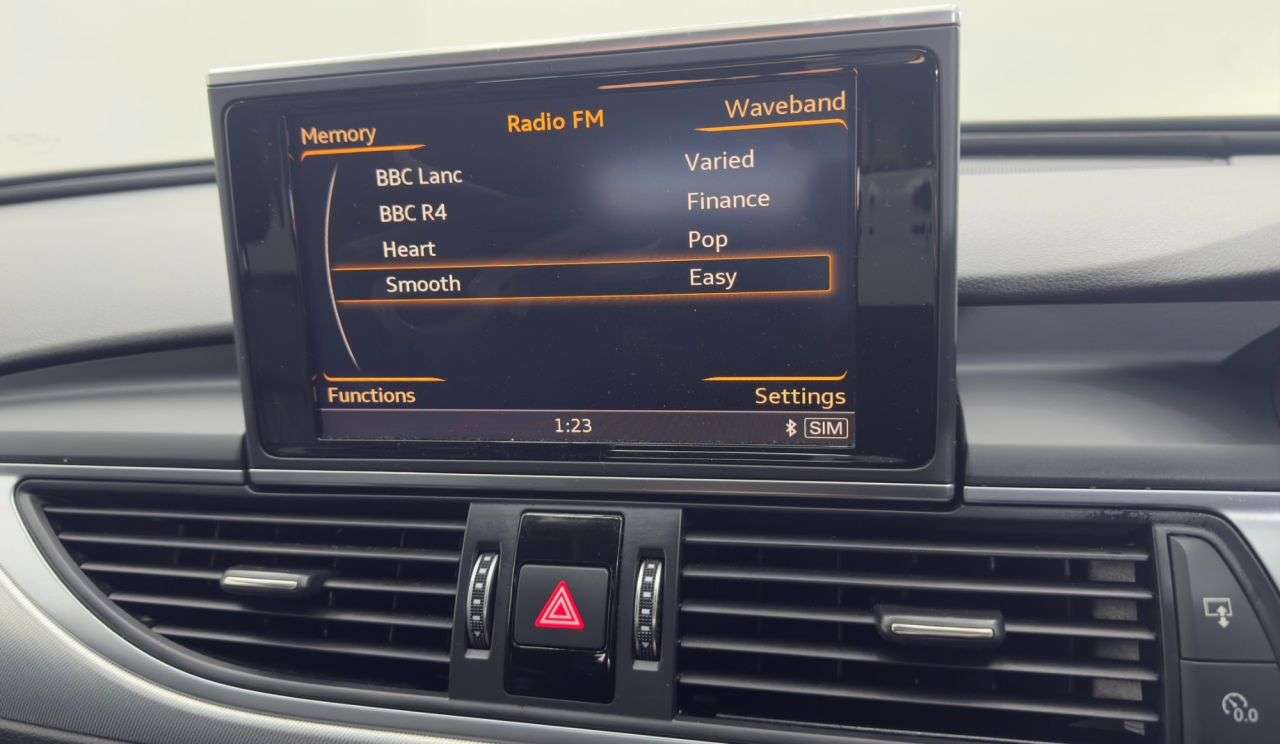 Memory Radio FM Waveband
BBC Lanc Varied
BBC R4 Finance
Heart Pop
Smooth Easy
Functions Settings
1:23 SIM
0.0